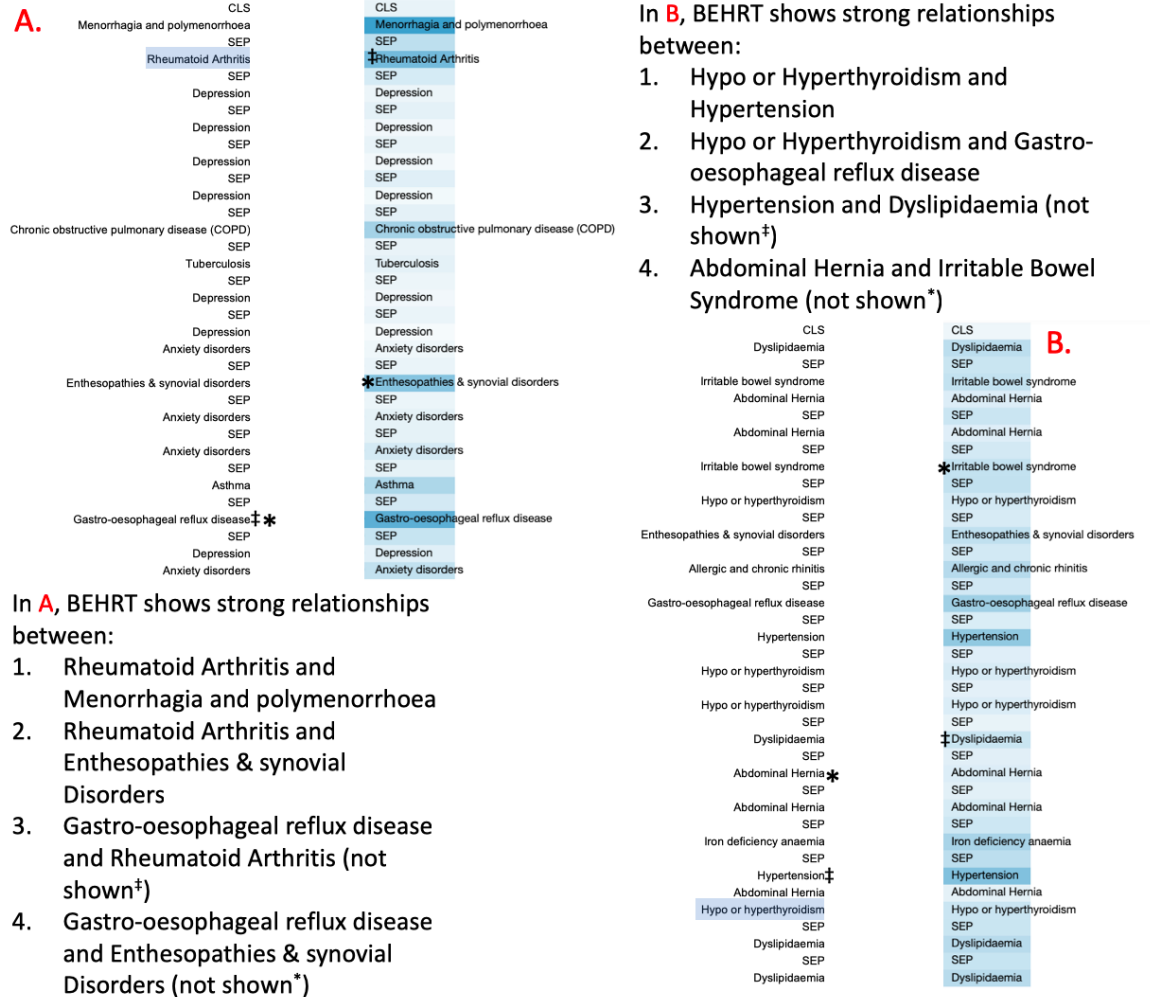 A.
CLS
Menorrhagia and polymenorrhoea
SEP
Rheumatoid Arthritis
SEP
Depression
SEP
Depression
SEP
Depression
SEP
Depression
SEP
Chronic obstructive pulmonary disease (COPD)
SEP
Tuberculosis
SEP
Depression
SEP
Depression
Anxiety disorders
SEP
Enthesopathies & synovial disorders
SEP
Anxiety disorders
SEP
Anxiety disorders
SEP
Asthma
SEP
Gastro-oesophageal reflux disease‡ *
SEP
Depression
Anxiety disorders
CLS
Menorrhagia and polymenorrhoea
SEP
‡Rheumatoid Arthritis
SEP
Depression
SEP
Depression
SEP
Depression
SEP
Depression
SEP
Chronic obstructive pulmonary disease (COPD)
SEP
Tuberculosis
SEP
Depression
SEP
Depression
Anxiety disorders
SEP
*Enthesopathies & synovial disorders
SEP
Anxiety disorders
SEP
Anxiety disorders
SEP
Asthma
SEP
Gastro-oesophageal reflux disease
SEP
Depression
Anxiety disorders
In A, BEHRT shows strong relationships
between:
1. Rheumatoid Arthritis and
Menorrhagia and polymenorrhoea
2. Rheumatoid Arthritis and
Enthesopathies & synovial
Disorders
3. Gastro-oesophageal reflux disease
and Rheumatoid Arthritis (not
shown‡)
4. Gastro-oesophageal reflux disease
and Enthesopathies & synovial
Disorders (not shown*)
In B, BEHRT shows strong relationships
between:
1. Hypo or Hyperthyroidism and
Hypertension
2. Hypo or Hyperthyroidism and Gastro-
oesophageal reflux disease
3. Hypertension and Dyslipidaemia (not
shown‡)
4. Abdominal Hernia and Irritable Bowel
Syndrome (not shown*)
B.
CLS
Dyslipidaemia
SEP
Irritable bowel syndrome
Abdominal Hernia
SEP
Abdominal Hernia
SEP
Irritable bowel syndrome
SEP
Hypo or hyperthyroidism
SEP
Enthesopathies & synovial disorders
SEP
Allergic and chronic rhinitis
SEP
Gastro-oesophageal reflux disease
SEP
Hypertension
SEP
Hypo or hyperthyroidism
SEP
Hypo or hyperthyroidism
SEP
Dyslipidaemia
SEP
Abdominal Hernia*
SEP
Abdominal Hernia
SEP
Iron deficiency anaemia
SEP
Hypertension‡
Abdominal Hernia
Hypo or hyperthyroidism
SEP
Dyslipidaemia
SEP
Dyslipidaemia
CLS
Dyslipidaemia
SEP
Irritable bowel syndrome
Abdominal Hernia
SEP
Abdominal Hernia
SEP
*Irritable bowel syndrome
SEP
Hypo or hyperthyroidism
SEP
Enthesopathies & synovial disorders
SEP
Allergic and chronic rhinitis
SEP
Gastro-oesophageal reflux disease
SEP
Hypertension
SEP
Hypo or hyperthyroidism
SEP
Hypo or hyperthyroidism
SEP
‡Dyslipidaemia
SEP
Abdominal Hernia
SEP
Abdominal Hernia
SEP
Iron deficiency anaemia
SEP
Hypertension
Abdominal Hernia
Hypo or hyperthyroidism
SEP
Dyslipidaemia
SEP
Dyslipidaemia